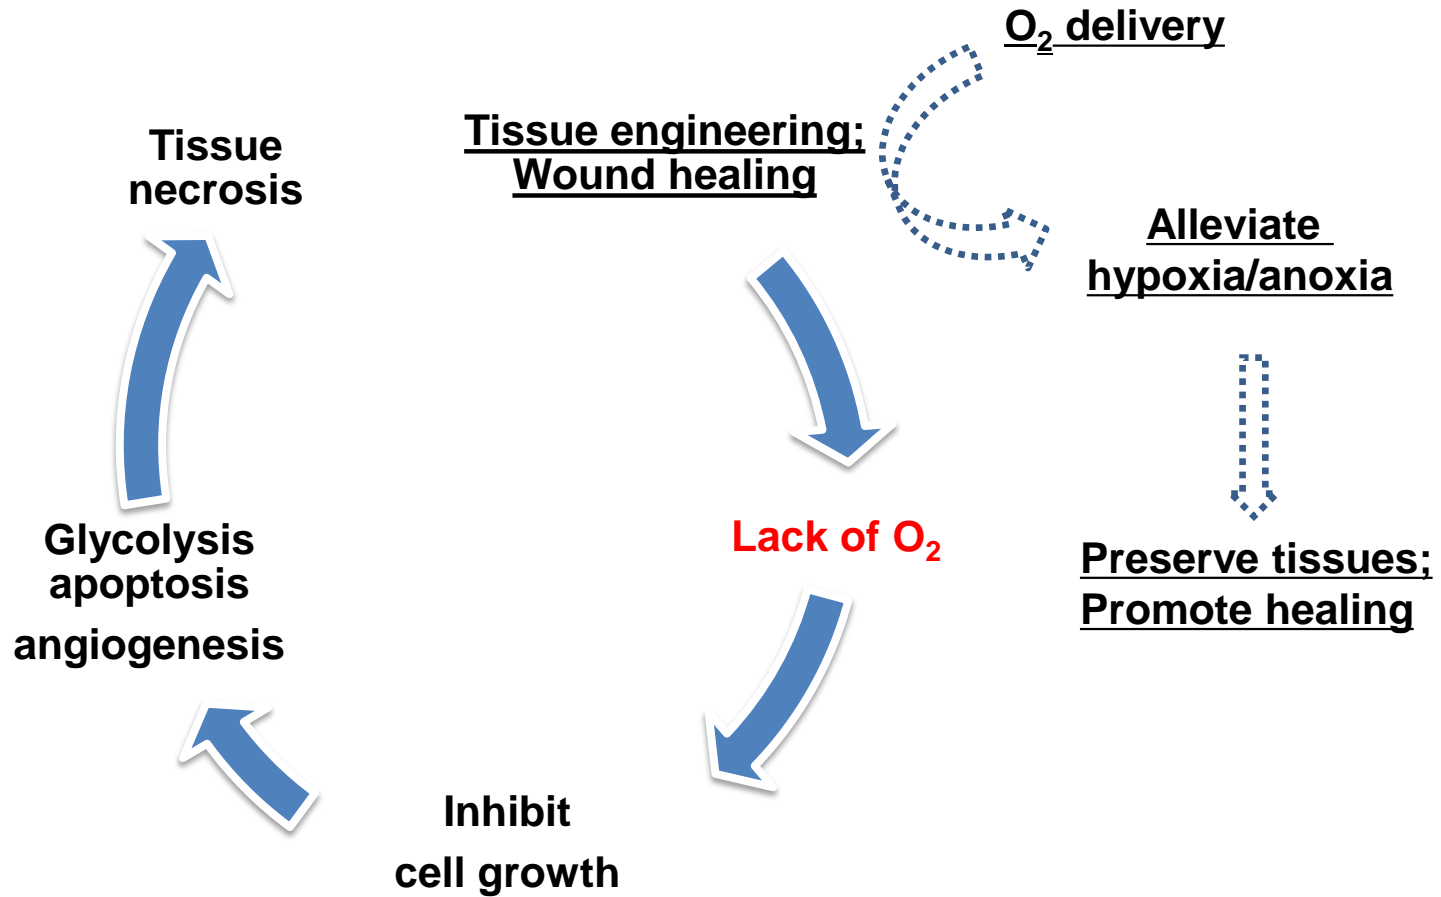 O₂ delivery
Tissue engineering;
Wound healing
Tissue
necrosis
Alleviate
hypoxia/anoxia
Lack of O₂
Glycolysis
apoptosis
angiogenesis
Preserve tissues;
Promote healing
Inhibit
cell growth